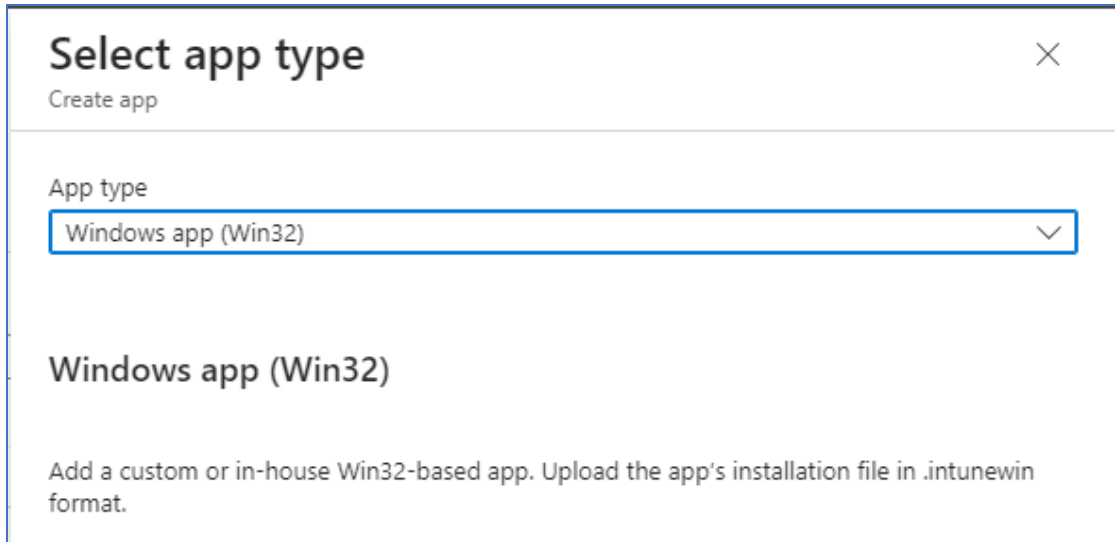 Select app type
Create app
App type
Windows app (Win32)
Windows app (Win32)
Add a custom or in-house Win32-based app. Upload the app's installation file in .intunewin
format.